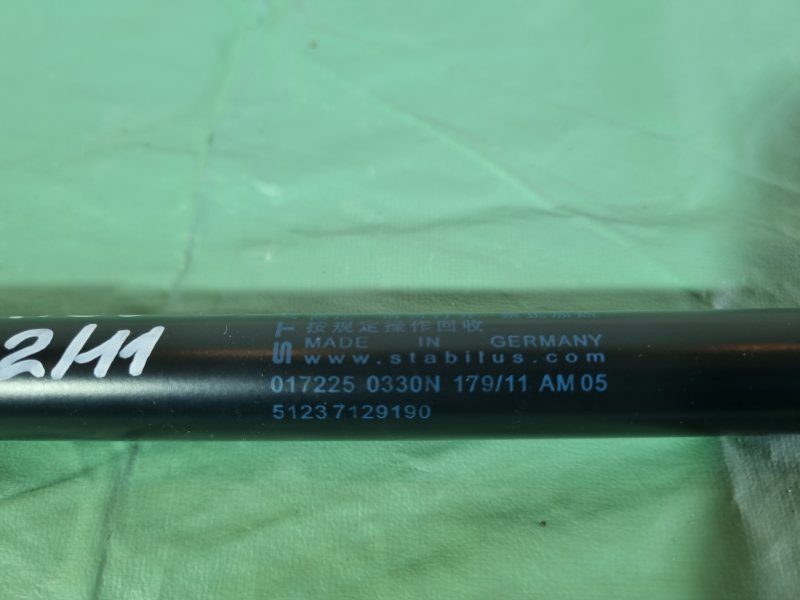 2/11
按规定操作回收
MADE IN GERMANY
www.stabilus.com
017225 0330N 179/11 AM 05
51237129190